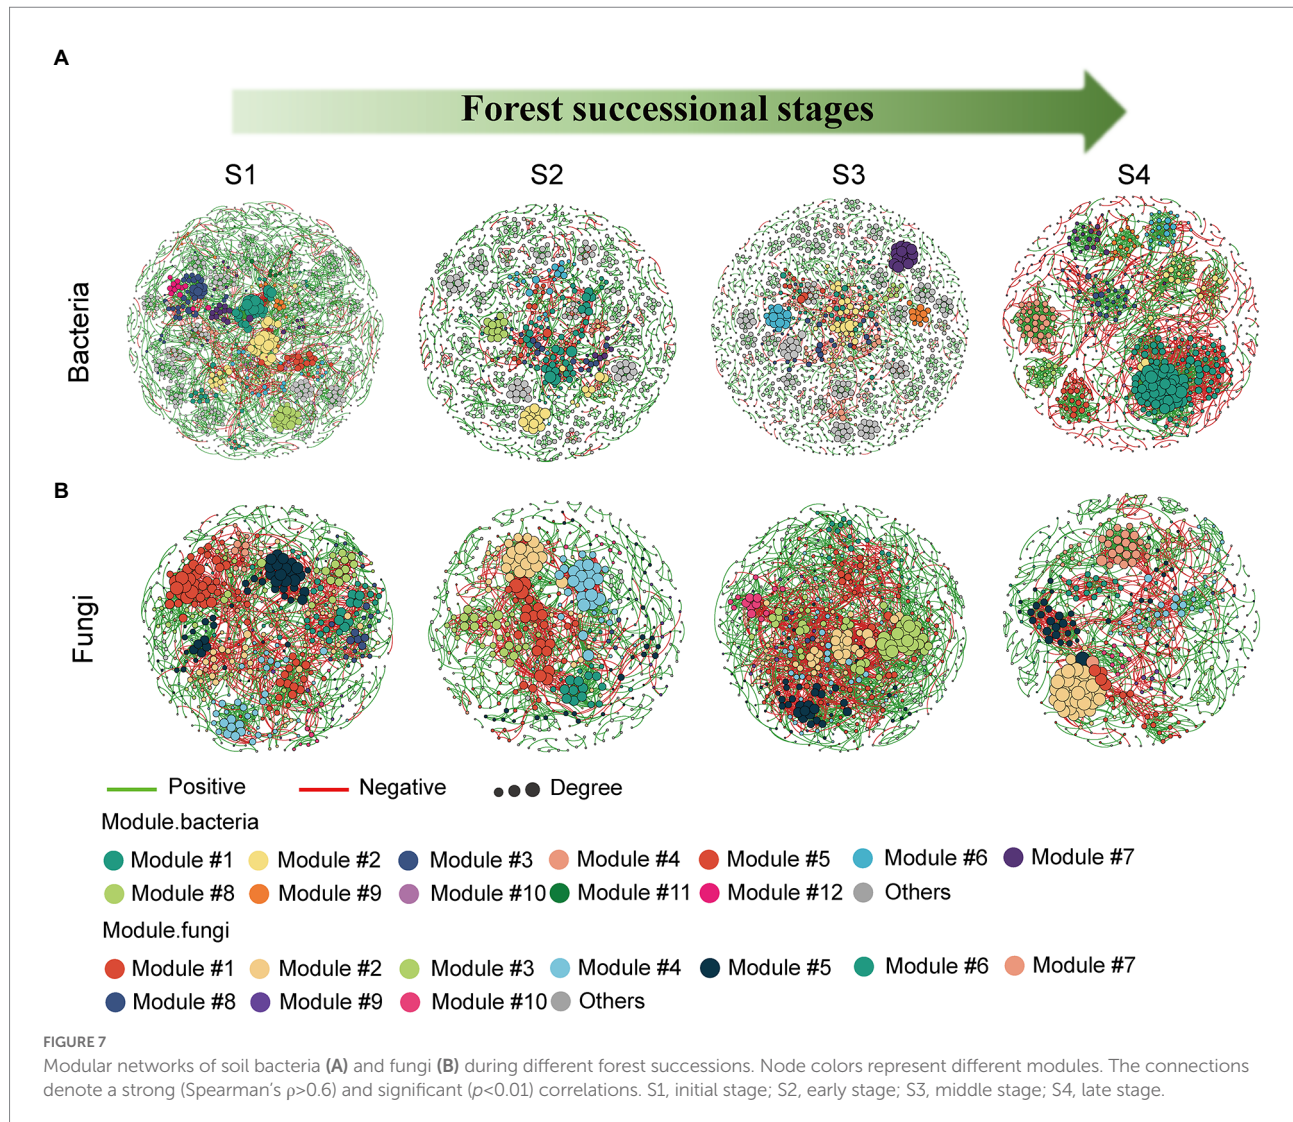 A
Forest successional stages
S1 S2 S3 S4
Bacteria
B
Fungi
Positive Negative Degree
Module.bacteria
Module #1 Module #2 Module #3 Module #4 Module #5 Module #6 Module #7
Module #8 Module #9 Module #10 Module #11 Module #12 Others
Module.fungi
Module #1 Module #2 Module #3 Module #4 Module #5 Module #6 Module #7
Module #8 Module #9 Module #10 Others
FIGURE 7
Modular networks of soil bacteria (A) and fungi (B) during different forest successions. Node colors represent different modules. The connections
denote a strong (Spearman's ρ>0.6) and significant (p<0.01) correlations. S1, initial stage; S2, early stage; S3, middle stage; S4, late stage.